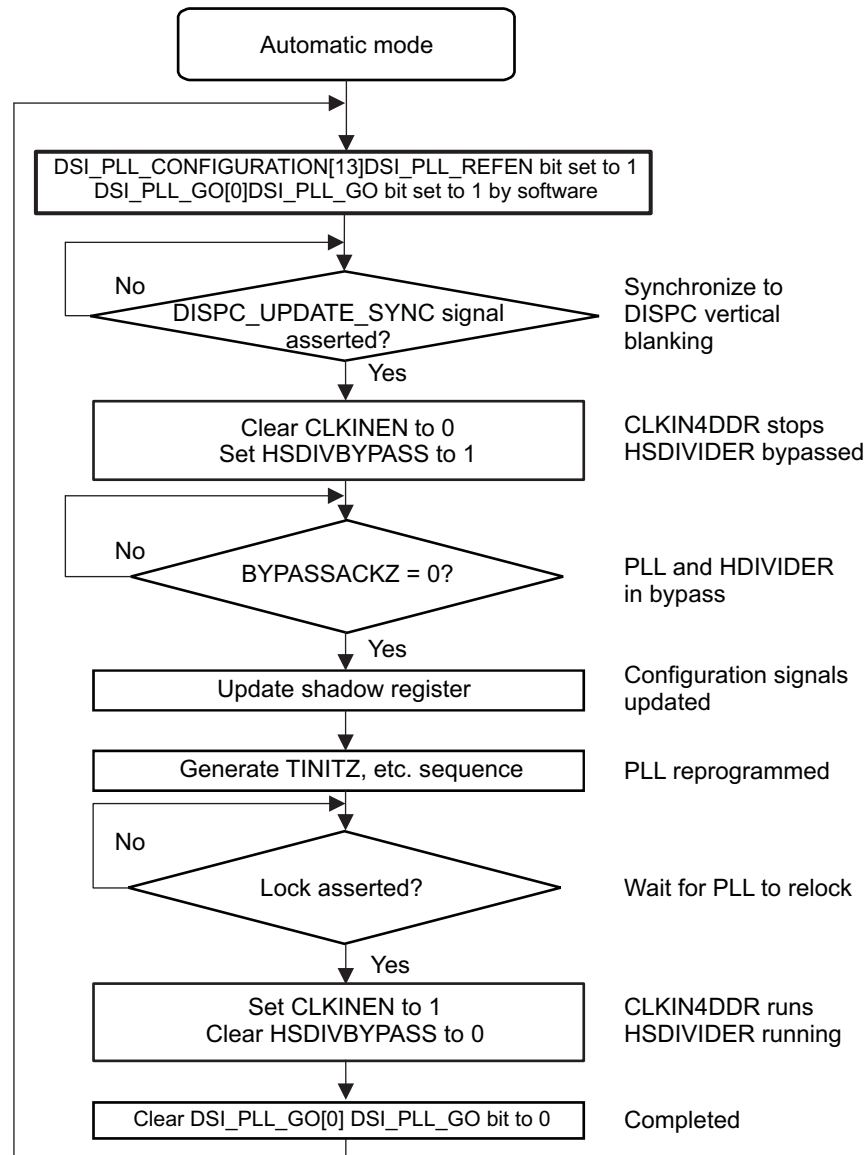 Automatic mode
DSI_PLL_CONFIGURATION[13]DSI_PLL_REFEN bit set to 1
DSI_PLL_GO[0]DSI_PLL_GO bit set to 1 by software
No
DISPC_UPDATE_SYNC signal
asserted?
Synchronize to
DISPC vertical
blanking
Yes
Clear CLKINEN to 0
Set HSDIVBYPASS to 1
CLKIN4DDR stops
HSDIVIDER bypassed
No
BYPASSACKZ = 0?
PLL and HDIVIDER
in bypass
Yes
Update shadow register
Configuration signals
updated
Generate TINITZ, etc. sequence
PLL reprogrammed
No
Lock asserted?
Wait for PLL to relock
Yes
Set CLKINEN to 1
Clear HSDIVBYPASS to 0
CLKIN4DDR runs
HSDIVIDER running
Clear DSI_PLL_GO[0] DSI_PLL_GO bit to 0
Completed